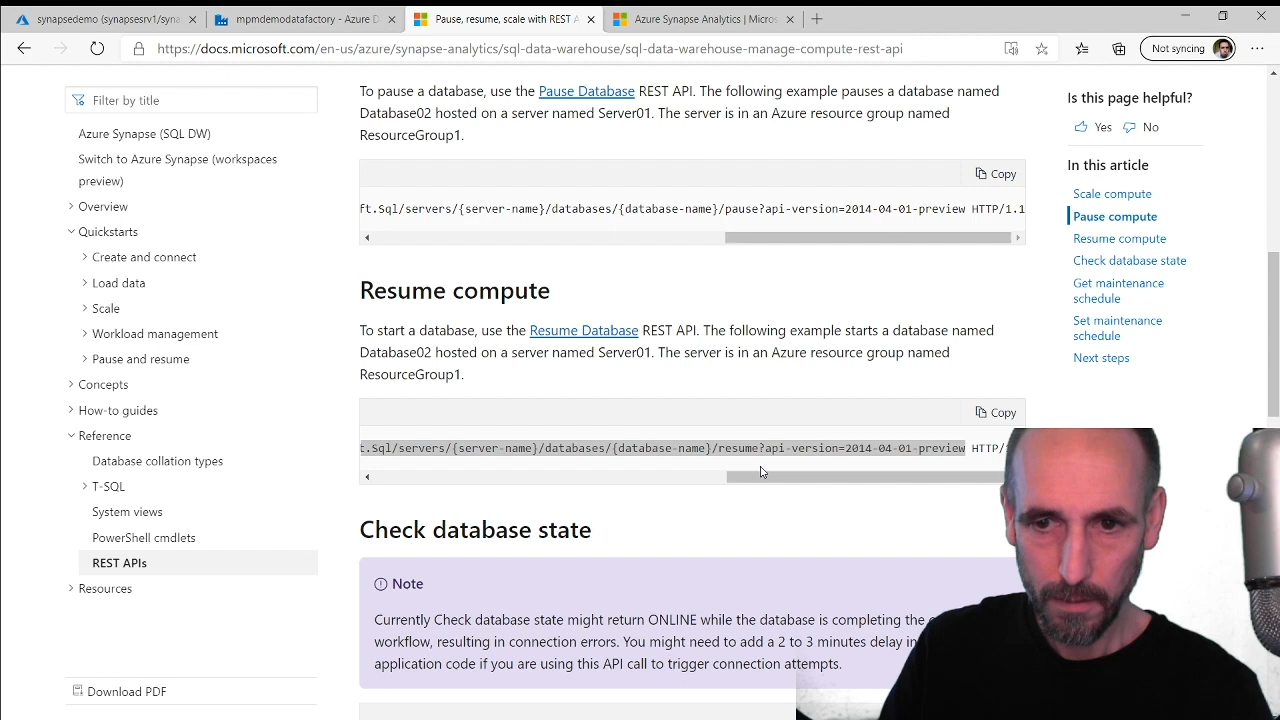 synapsedemo (synapsesrv1/syna
mpmdemodatafactory - Azure D
Pause, resume, scale with REST A
Azure Synapse Analytics | Micros
https://docs.microsoft.com/en-us/azure/synapse-analytics/sql-data-warehouse/sql-data-warehouse-manage-compute-rest-api
Not syncing
Filter by title
Azure Synapse (SQL DW)
Switch to Azure Synapse (workspaces
preview)
Overview
Quickstarts
Create and connect
Load data
Scale
Workload management
Pause and resume
Concepts
How-to guides
Reference
Database collation types
T-SQL
System views
PowerShell cmdlets
REST APIs
Resources
Download PDF
To pause a database, use the Pause Database REST API. The following example pauses a database named
Database02 hosted on a server named Server01. The server is in an Azure resource group named
ResourceGroup1.
Copy
ft.Sql/servers/{server-name}/databases/{database-name}/pause?api-version=2014-04-01-preview HTTP/1.1
Resume compute
To start a database, use the Resume Database REST API. The following example starts a database named
Database02 hosted on a server named Server01. The server is in an Azure resource group named
ResourceGroup1.
Copy
t.Sql/servers/{server-name}/databases/{database-name}/resume?api-version=2014-04-01-preview HTTP/
Check database state
Note
Currently Check database state might return ONLINE while the database is completing the
workflow, resulting in connection errors. You might need to add a 2 to 3 minutes delay in
application code if you are using this API call to trigger connection attempts.
Is this page helpful?
Yes No
In this article
Scale compute
Pause compute
Resume compute
Check database state
Get maintenance
schedule
Set maintenance
schedule
Next steps